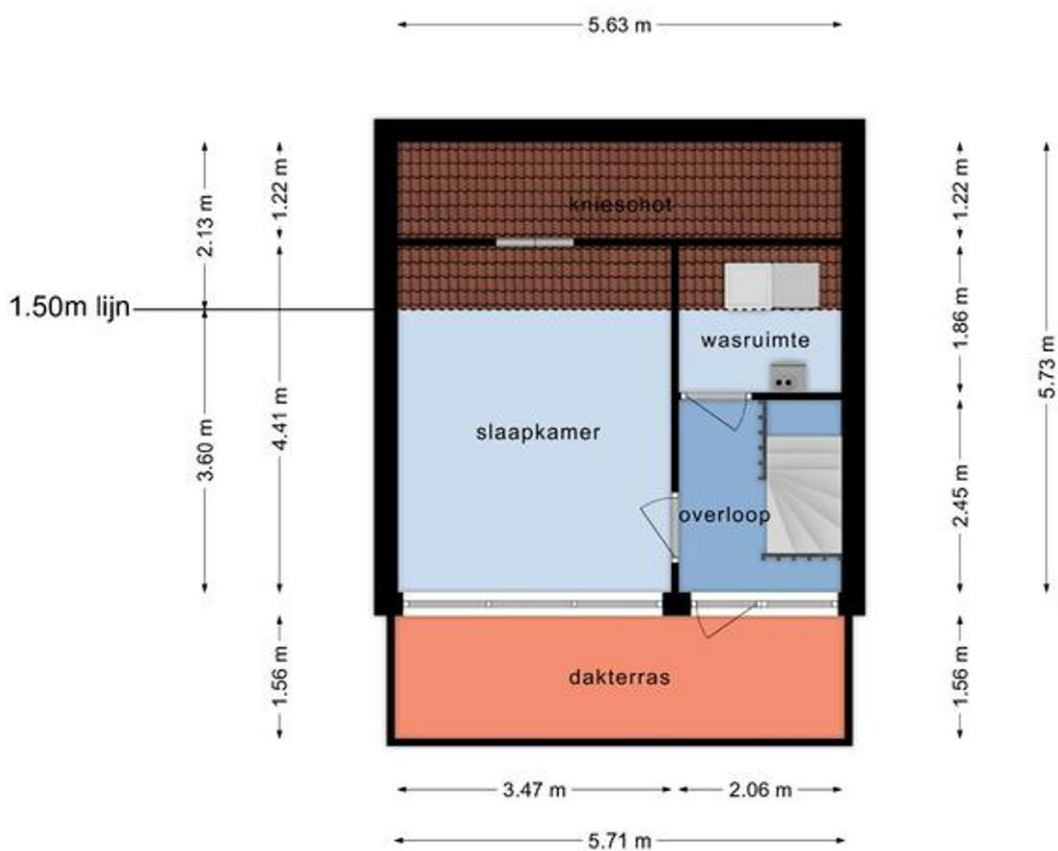 5.63 m
2.13 m
1.22 m
1.22 m
knieschot
1.50m lijn
1.86 m
wasruimte
5.73 m
4.41 m
slaapkamer
3.60 m
2.45 m
overloop
1.56 m
dakterras
1.56 m
3.47 m
2.06 m
5.71 m